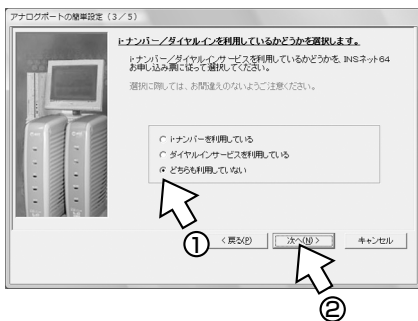 アナログポートの簡単設定（3／5）
i・ナンバー／ダイヤルインを利用しているかどうかを選択します。
i・ナンバー／ダイヤルインサービスを利用しているかどうかを、INSネット64
お申し込み票に従って選択してください。
選択に際しては、お間違えのないようご注意ください。
i・ナンバーを利用している
ダイヤルインサービスを利用している
どちらも利用していない
①
< 戻る(P)
次へ(N) >
キャンセル
②